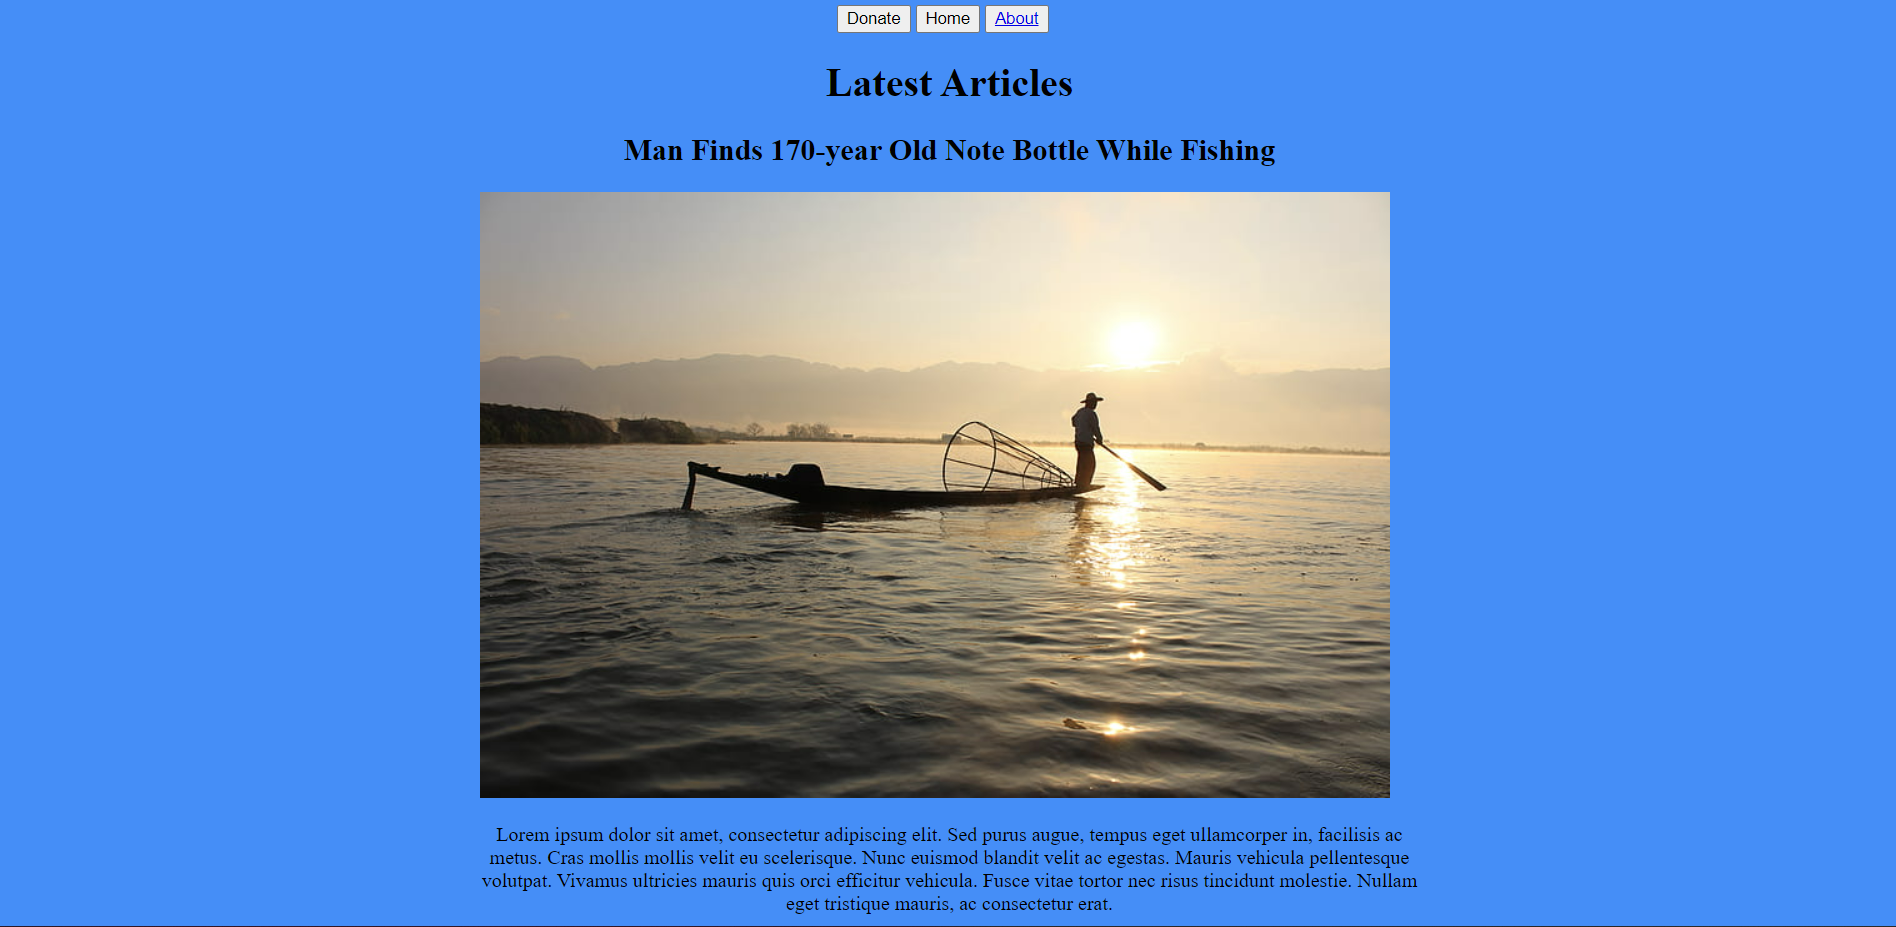 Donate Home About
Latest Articles
Man Finds 170-year Old Note Bottle While Fishing
Lorem ipsum dolor sit amet, consectetur adipiscing elit. Sed purus augue, tempus eget ullamcorper in, facilisis ac
metus. Cras mollis mollis velit eu scelerisque. Nunc euismod blandit velit ac egestas. Mauris vehicula pellentesque
volutpat. Vivamus ultricies mauris quis orci efficitur vehicula. Fusce vitae tortor nec risus tincidunt molestie. Nullam
eget tristique mauris, ac consectetur erat.